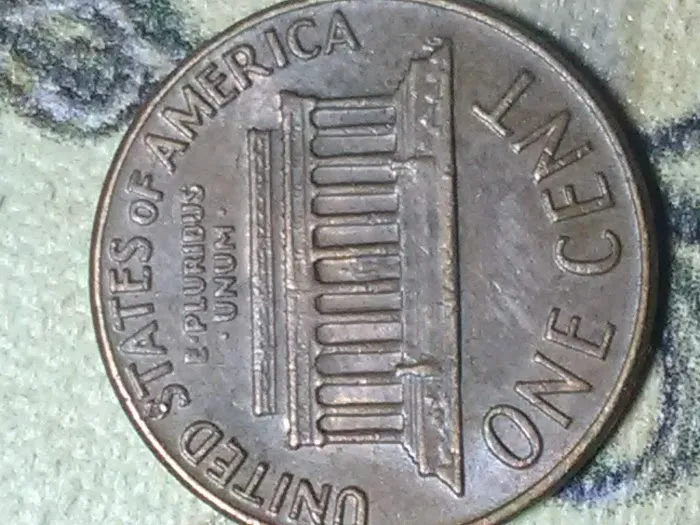 UNITED STATES OF AMERICA
E·PLURIBUS
·UNUM·
ONE CENT